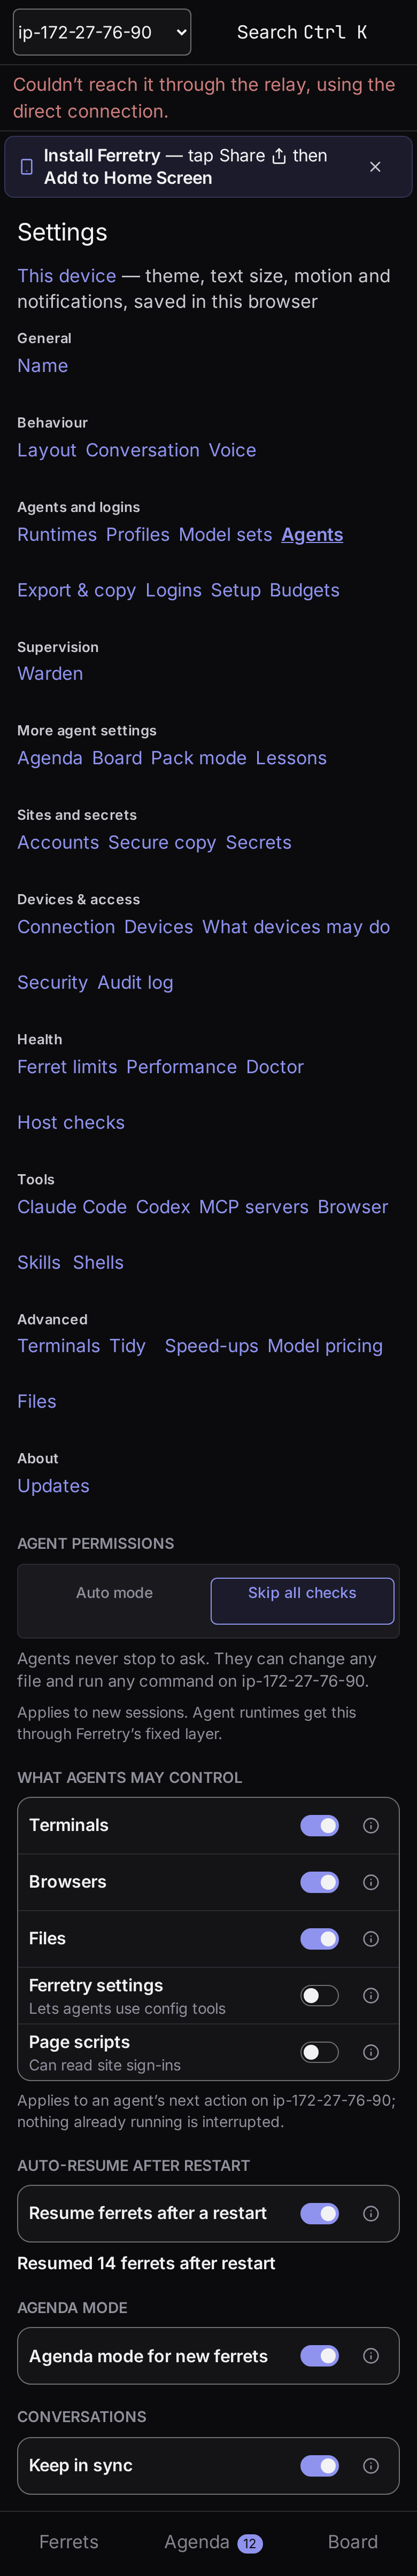 ip-172-27-76-90
Search Ctrl K
Couldn’t reach it through the relay, using the
direct connection.
Install Ferretry — tap Share then
Add to Home Screen
Settings
This device — theme, text size, motion and
notifications, saved in this browser
General
Name
Behaviour
Layout Conversation Voice
Agents and logins
Runtimes Profiles Model sets Agents
Export & copy Logins Setup Budgets
Supervision
Warden
More agent settings
Agenda Board Pack mode Lessons
Sites and secrets
Accounts Secure copy Secrets
Devices & access
Connection Devices What devices may do
Security Audit log
Health
Ferret limits Performance Doctor
Host checks
Tools
Claude Code Codex MCP servers Browser
Skills Shells
Advanced
Terminals Tidy Speed-ups Model pricing
Files
About
Updates
AGENT PERMISSIONS
Auto mode Skip all checks
Agents never stop to ask. They can change any
file and run any command on ip-172-27-76-90.
Applies to new sessions. Agent runtimes get this
through Ferretry’s fixed layer.
WHAT AGENTS MAY CONTROL
Terminals
Browsers
Files
Ferretry settings
Lets agents use config tools
Page scripts
Can read site sign-ins
Applies to an agent’s next action on ip-172-27-76-90;
nothing already running is interrupted.
AUTO-RESUME AFTER RESTART
Resume ferrets after a restart
Resumed 14 ferrets after restart
AGENDA MODE
Agenda mode for new ferrets
CONVERSATIONS
Keep in sync
Ferrets Agenda 12 Board